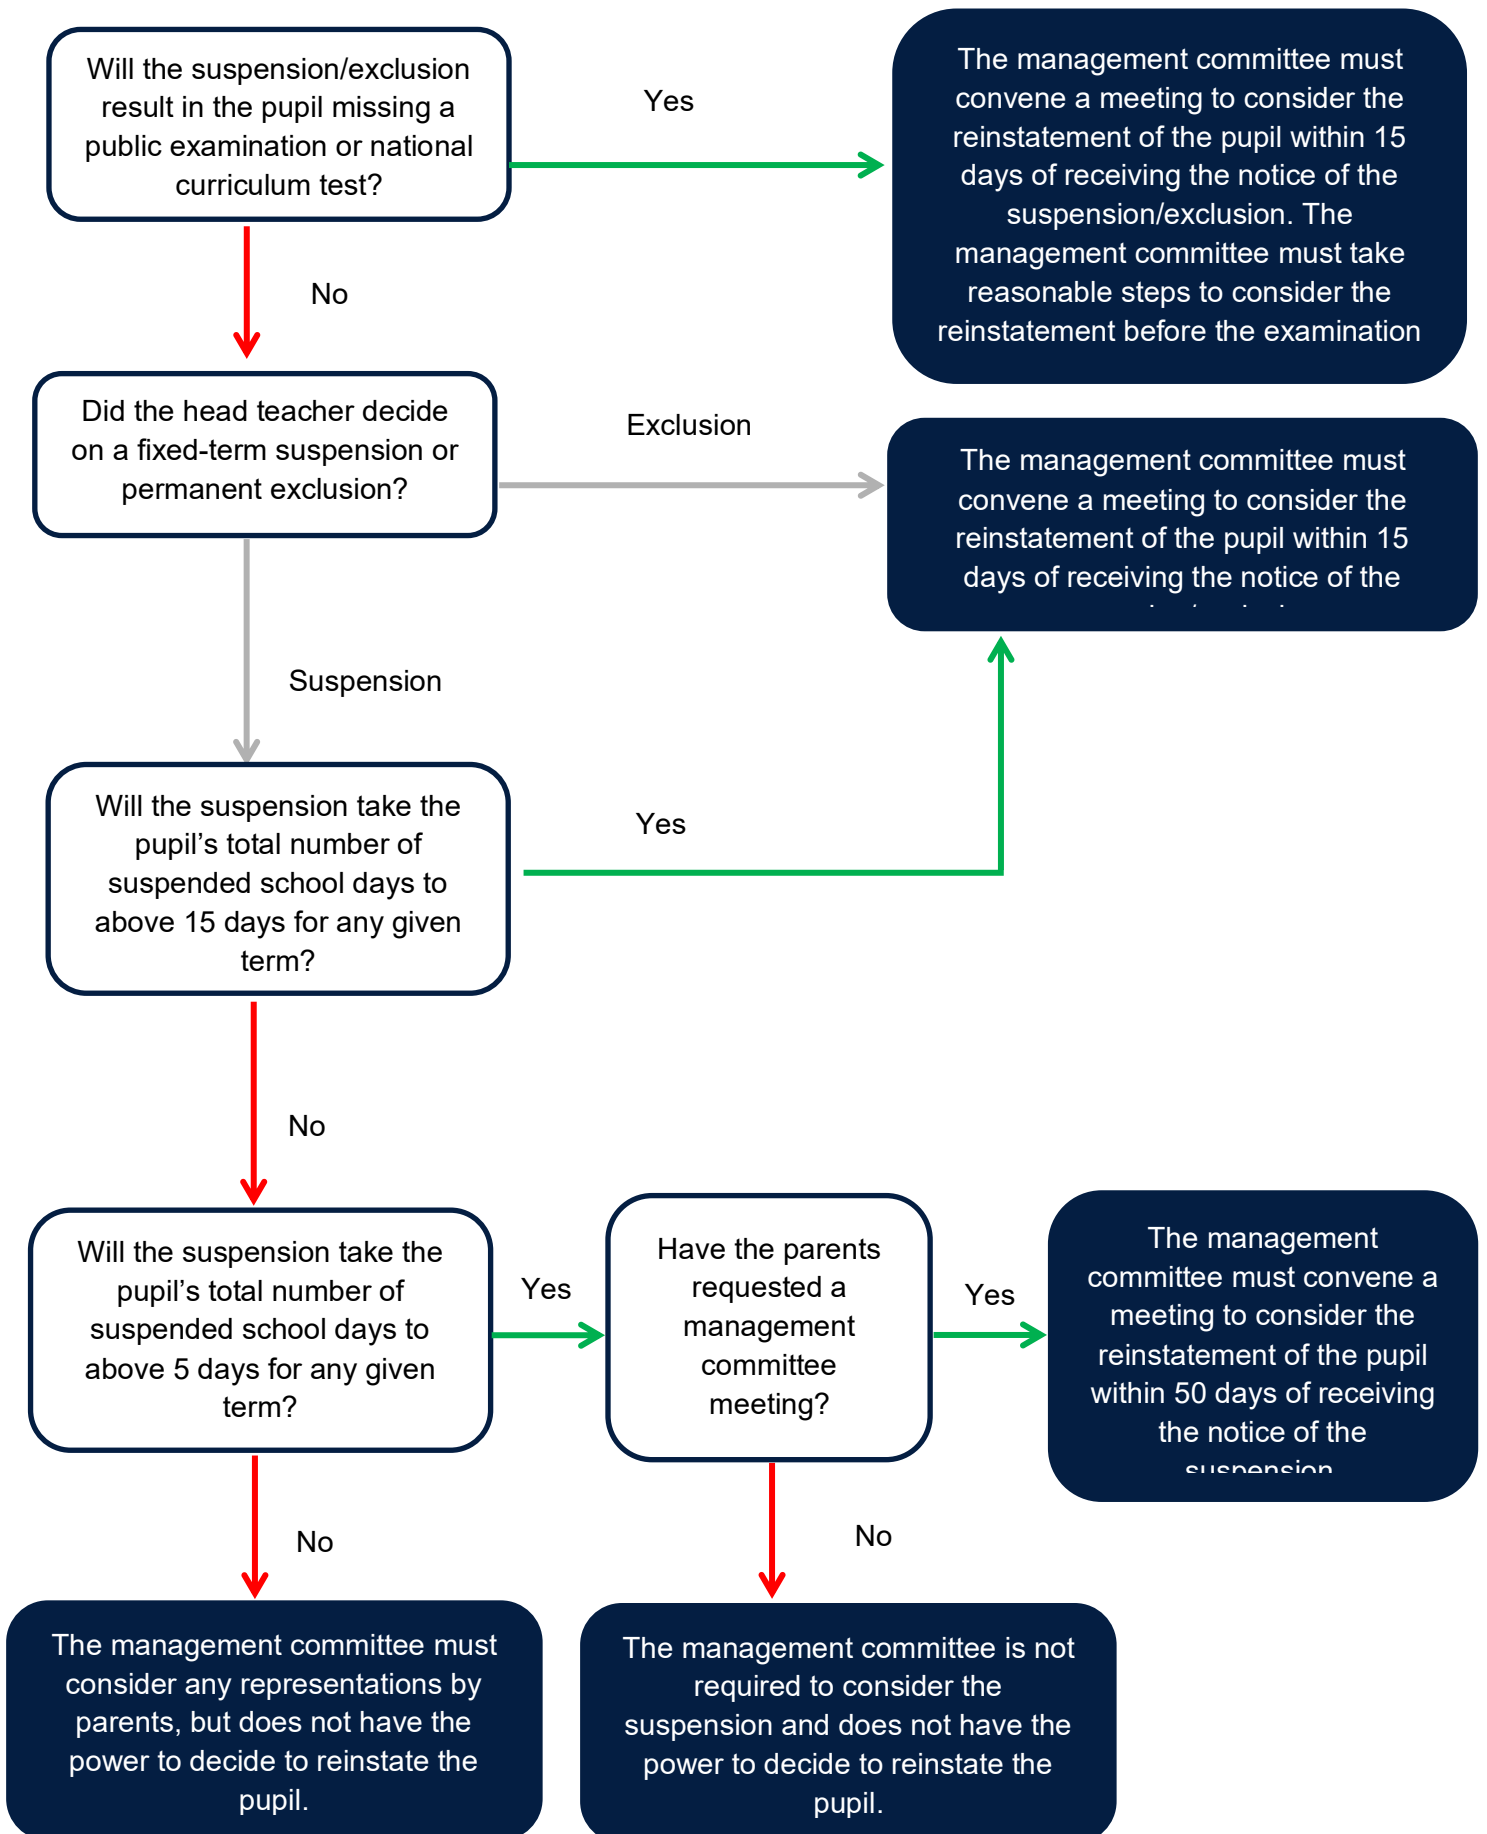 Will the suspension/exclusion
result in the pupil missing a
public examination or national
curriculum test?
Yes
The management committee must
convene a meeting to consider the
reinstatement of the pupil within 15
days of receiving the notice of the
suspension/exclusion. The
management committee must take
reasonable steps to consider the
reinstatement before the examination
No
Did the head teacher decide
on a fixed-term suspension or
permanent exclusion?
Exclusion
The management committee must
convene a meeting to consider the
reinstatement of the pupil within 15
days of receiving the notice of the
Suspension
Will the suspension take the
pupil’s total number of
suspended school days to
above 15 days for any given
term?
Yes
No
Will the suspension take the
pupil’s total number of
suspended school days to
above 5 days for any given
term?
Yes
Have the parents
requested a
management
committee
meeting?
Yes
The management
committee must convene a
meeting to consider the
reinstatement of the pupil
within 50 days of receiving
the notice of the
suspension
No
No
The management committee must
consider any representations by
parents, but does not have the
power to decide to reinstate the
pupil.
The management committee is not
required to consider the
suspension and does not have the
power to decide to reinstate the
pupil.